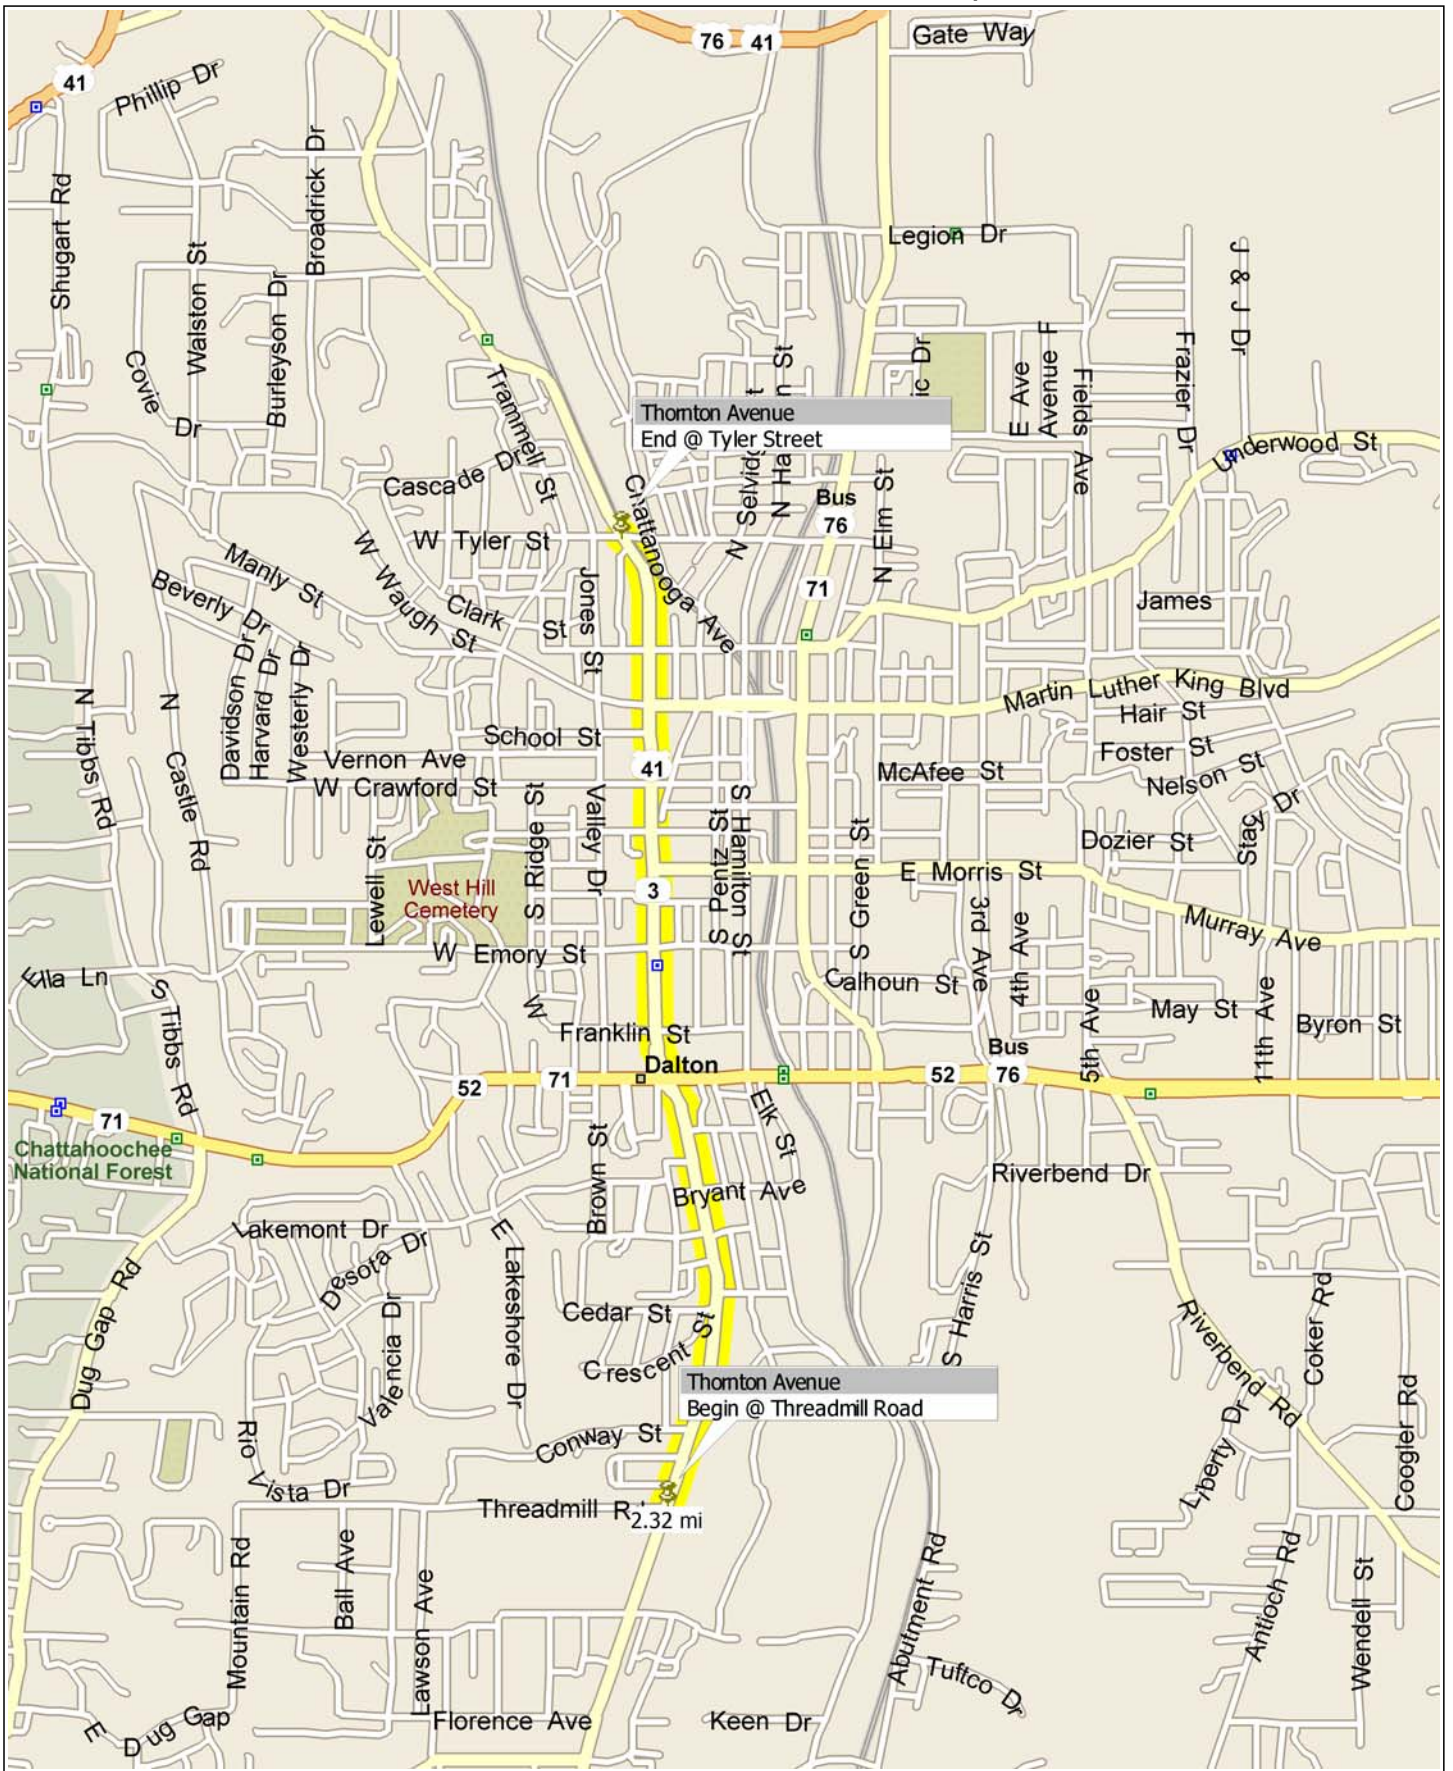 76
41
Gate Way
41
Phillip Dr
Broadrick Dr
Shugart Rd
Legion Dr
Walston St
J & J Dr
Burleyson Dr
Covie Dr
Trammell St
ic Dr
E Ave
Avenue F
Fields Ave
Frazier Dr
Thornton Avenue
End @ Tyler Street
Underwood St
Cascade Dr
Chattanooga Ave
N Selvidg
t
N Ha
n St
Bus
76
N Elm St
W Tyler St
Manly St
W Waugh St
71
Beverly Dr
Clark St
Jones St
James
Davidson Dr
Harvard Dr
Westerly Dr
N Tibbs Rd
N Castle Rd
Martin Luther King Blvd
Hair St
School St
Vernon Ave
41
Foster St
McAfee St
Nelson St
W Crawford St
Valley Dr
S Ridge St
S Pentz St
S Hamilton St
Stacy Dr
Lewell St
S Green St
Dozier St
West Hill
Cemetery
3
E Morris St
3rd Ave
4th Ave
Murray Ave
W Emory St
Ella Ln
S Tibbs Rd
Calhoun St
W
5th Ave
May St
11th Ave
Byron St
Franklin St
Bus
Dalton
52
71
52
76
71
Elk St
Chattahoochee
National Forest
Brown St
Riverbend Dr
Bryant Ave
Lakemont Dr
Desota Dr
E Lakeshore Dr
S Harris St
Dug Gap Rd
Valencia Dr
Cedar St
Crescent St
Riverbend Rd
Coker Rd
Thornton Avenue
Begin @ Threadmill Road
Coogler Rd
Liberty Dr
Rio Vista Dr
Conway St
Threadmill R
2.32 mi
Mountain Rd
Ball Ave
Lawson Ave
Abutment Rd
Antioch Rd
Wendell St
Tuftco Dr
E Dug Gap
Florence Ave
Keen Dr